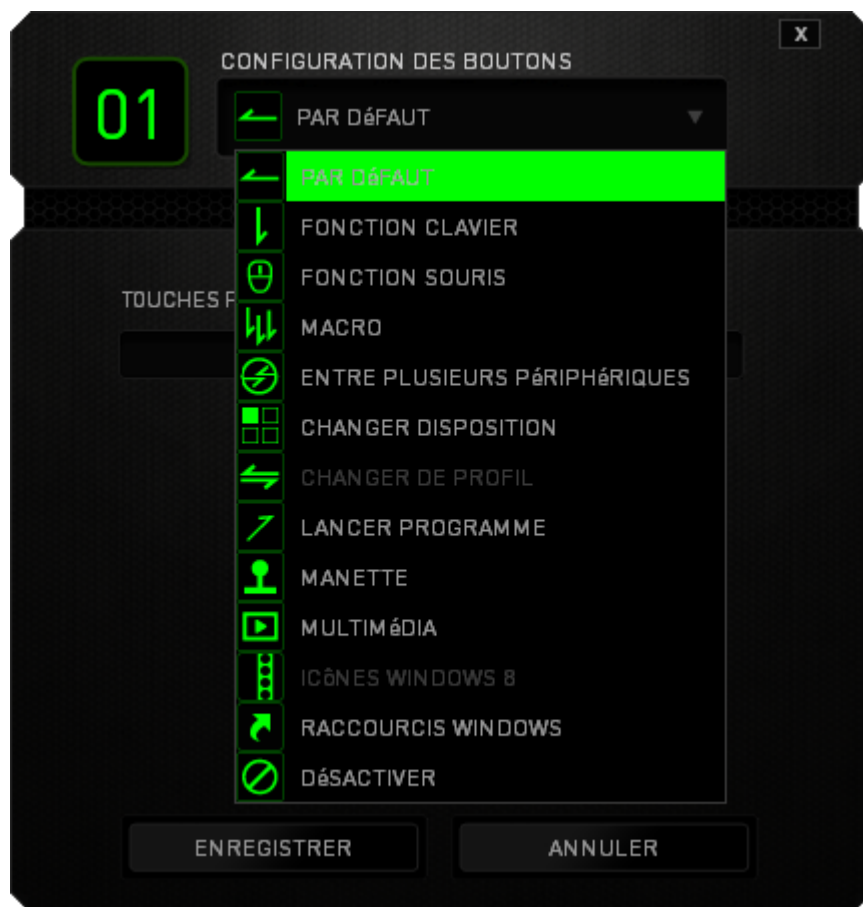 X
CONFIGURATION DES BOUTONS
01
PAR DéFAUT
PAR DéFAUT
FONCTION CLAVIER
FONCTION SOURIS
TOUCHES
MACRO
ENTRE PLUSIEURS PéRIPHéRIQUES
CHANGER DISPOSITION
CHANGER DE PROFIL
LANCER PROGRAMME
MANETTE
MULTIMéDIA
ICôNES WINDOWS 8
RACCOURCIS WINDOWS
DéSACTIVER
ENREGISTRER
ANNULER